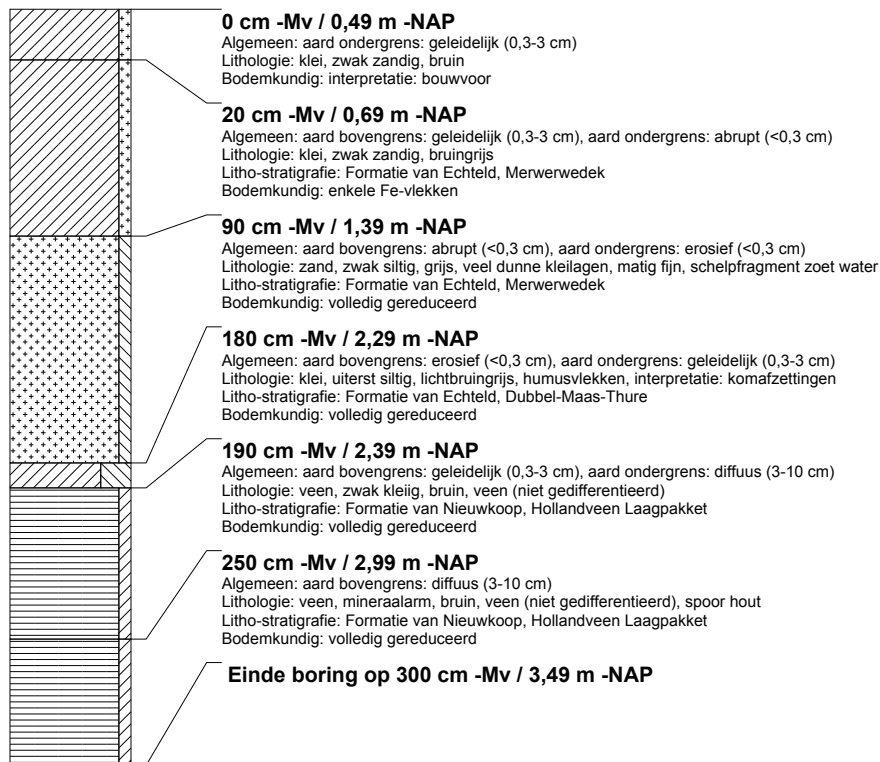 0 cm -Mv / 0,49 m -NAP
Algemeen: aard ondergrens: geleidelijk (0,3-3 cm)
Lithologie: klei, zwak zandig, bruin
Bodemkundig: interpretatie: bouwvoor
20 cm -Mv / 0,69 m -NAP
Algemeen: aard bovengrens: geleidelijk (0,3-3 cm), aard ondergrens: abrupt (<0,3 cm)
Lithologie: klei, zwak zandig, bruingrijs
Litho-stratigrafie: Formatie van Echteld, Merwerwedek
Bodemkundig: enkele Fe-vlekken
90 cm -Mv / 1,39 m -NAP
Algemeen: aard bovengrens: abrupt (<0,3 cm), aard ondergrens: erosief (<0,3 cm)
Lithologie: zand, zwak siltig, grijs, veel dunne kleilagen, matig fijn, schelpfragment zoet water
Litho-stratigrafie: Formatie van Echteld, Merwerwedek
Bodemkundig: volledig gereduceerd
180 cm -Mv / 2,29 m -NAP
Algemeen: aard bovengrens: erosief (<0,3 cm), aard ondergrens: geleidelijk (0,3-3 cm)
Lithologie: klei, uiterst siltig, lichtbruingrijs, humusvlekken, interpretatie: komafzettingen
Litho-stratigrafie: Formatie van Echteld, Dubbel-Maas-Thure
Bodemkundig: volledig gereduceerd
190 cm -Mv / 2,39 m -NAP
Algemeen: aard bovengrens: geleidelijk (0,3-3 cm), aard ondergrens: diffuus (3-10 cm)
Lithologie: veen, zwak kleiig, bruin, veen (niet gedifferentieerd)
Litho-stratigrafie: Formatie van Nieuwkoop, Hollandveen Laagpakket
Bodemkundig: volledig gereduceerd
250 cm -Mv / 2,99 m -NAP
Algemeen: aard bovengrens: diffuus (3-10 cm)
Lithologie: veen, mineraalarm, bruin, veen (niet gedifferentieerd), spoor hout
Litho-stratigrafie: Formatie van Nieuwkoop, Hollandveen Laagpakket
Bodemkundig: volledig gereduceerd
Einde boring op 300 cm -Mv / 3,49 m -NAP